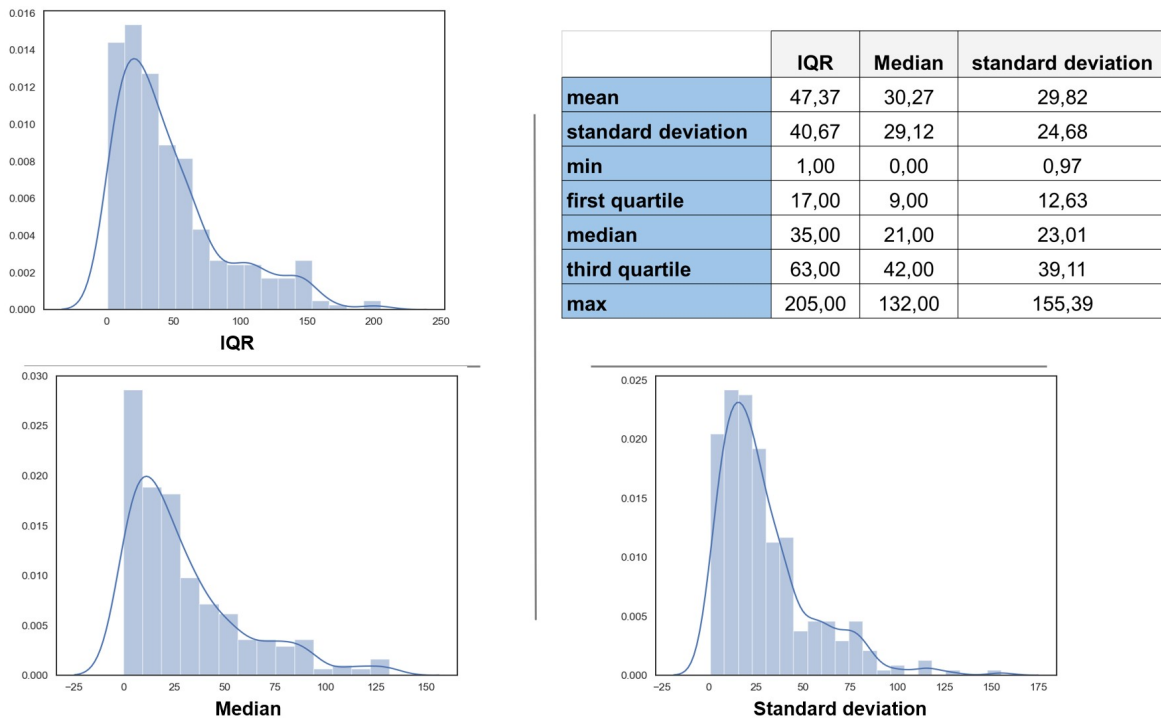 0.016
0.014
0.012
0.010
0.008
0.006
0.004
0.002
0.000
0 50 100 150 200 250
IQR
IQR Median standard deviation
mean 47,37 30,27 29,82
standard deviation 40,67 29,12 24,68
min 1,00 0,00 0,97
first quartile 17,00 9,00 12,63
median 35,00 21,00 23,01
third quartile 63,00 42,00 39,11
max 205,00 132,00 155,39
0.030
0.025
0.020
0.015
0.010
0.005
0.000
−25 0 25 50 75 100 125 150
Median
0.025
0.020
0.015
0.010
0.005
0.000
−25 0 25 50 75 100 125 150 175
Standard deviation